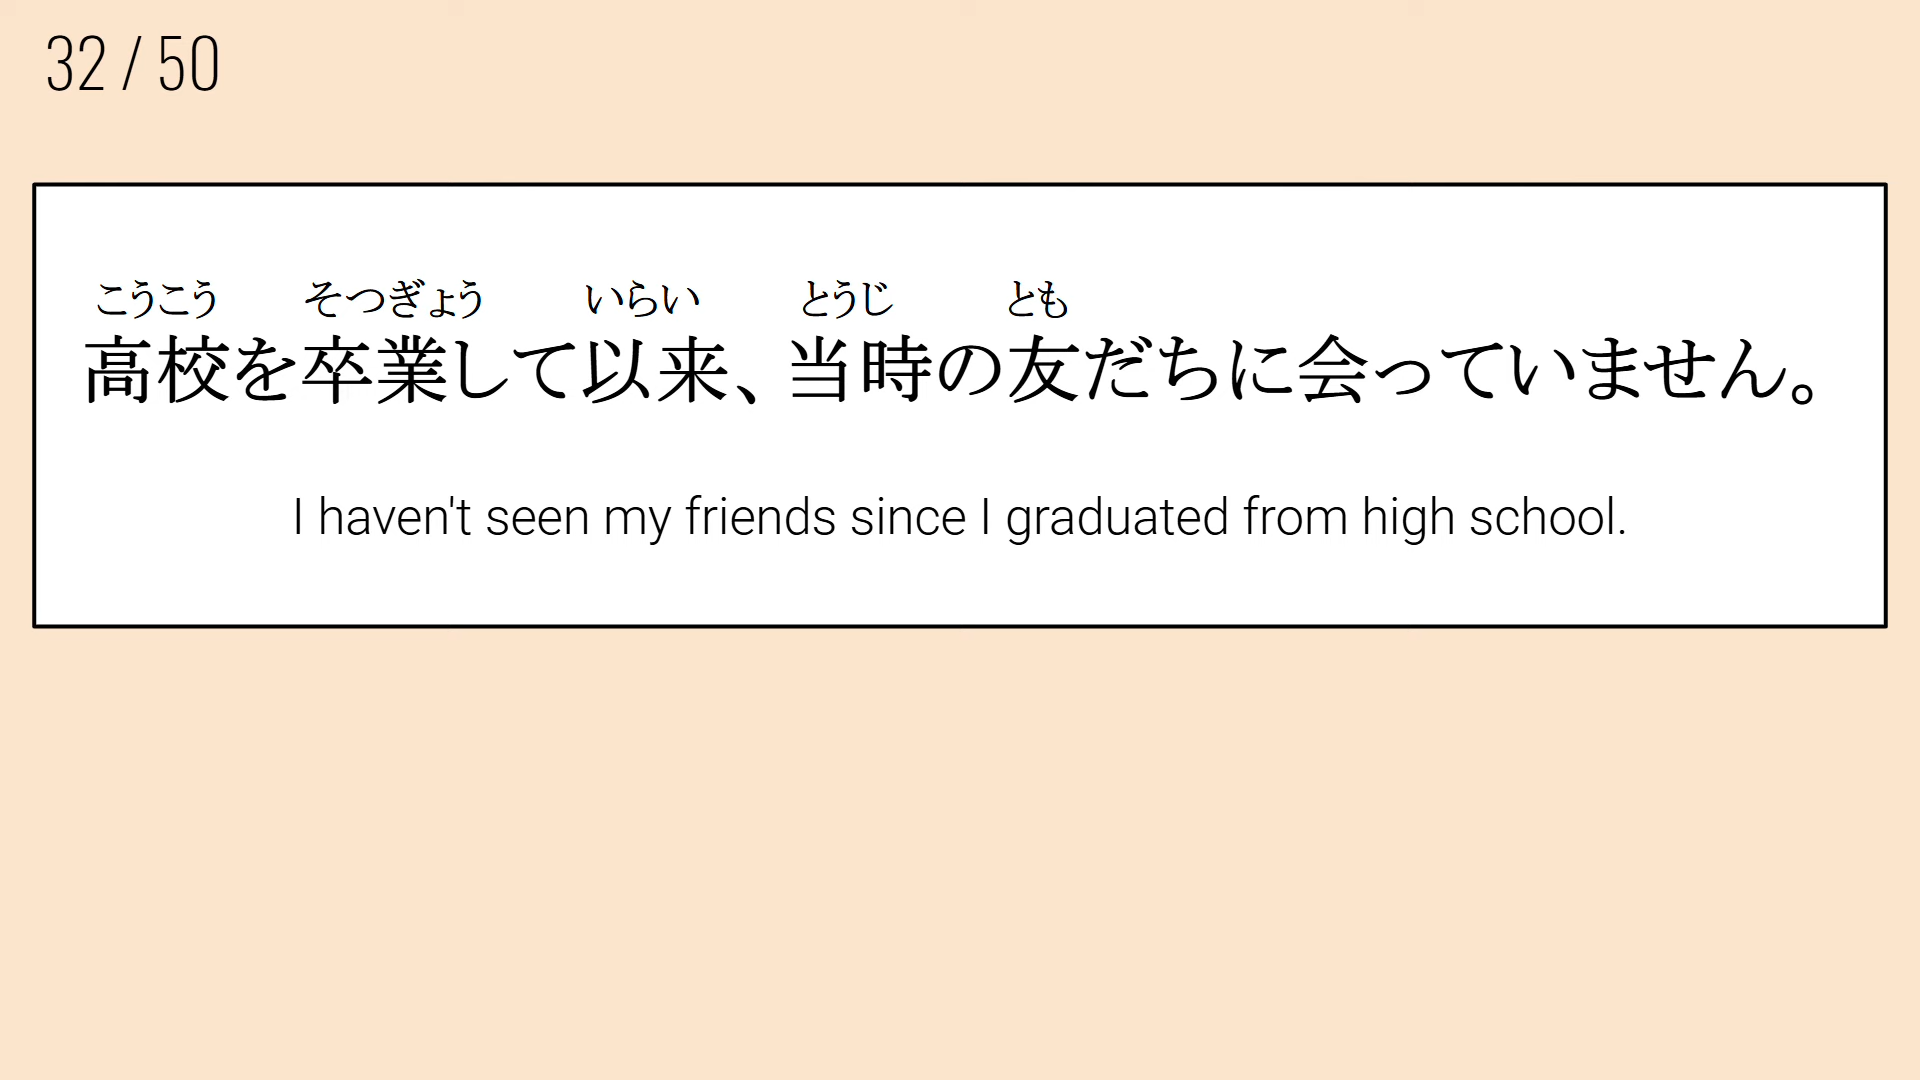 32 / 50
こうこう そつぎょう いらい とうじ とも
高校を卒業して以来、当時の友だちに会っていません。
I haven't seen my friends since I graduated from high school.